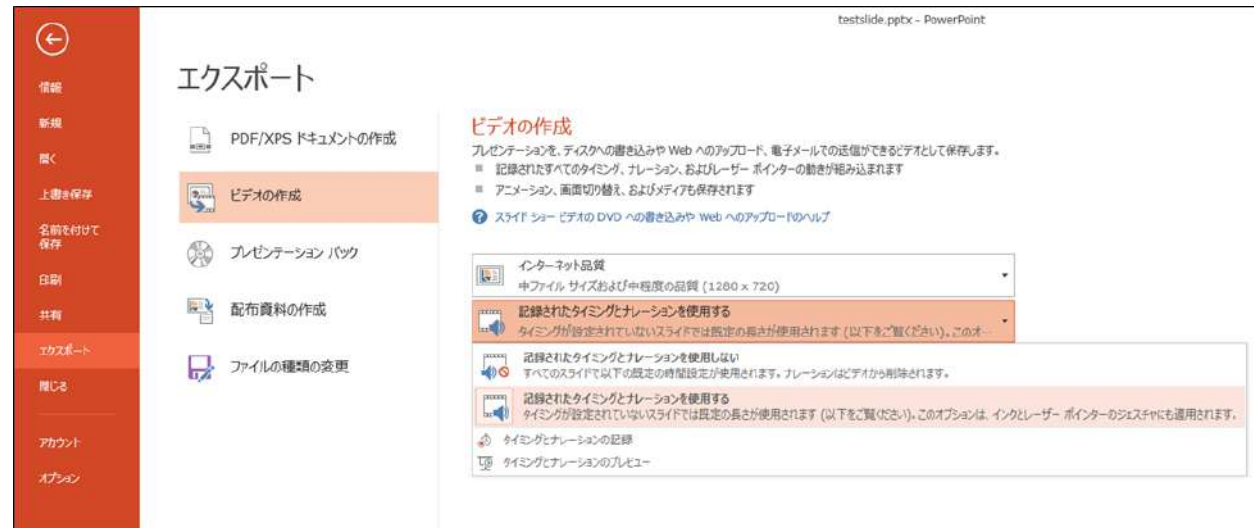 testslide.pptx - PowerPoint
情報
新規
開く
上書き保存
名前を付けて
保存
印刷
共有
エクスポート
閉じる
アカウント
オプション
エクスポート
PDF/XPS ドキュメントの作成
ビデオの作成
プレゼンテーション パック
配布資料の作成
ファイルの種類の変更
ビデオの作成
プレゼンテーションを、ディスクへの書き込みや Web へのアップロード、電子メールでの送信ができるビデオとして保存します。
記録されたすべてのタイミング、ナレーション、およびレーザー ポインターの動きが組み込まれます
アニメーション、画面切り替え、およびメディアも保存されます
スライド ショー ビデオの DVD への書き込みや Web へのアップロードのヘルプ
インターネット品質
中ファイル サイズおよび中程度の品質 (1280 x 720)
記録されたタイミングとナレーションを使用する
タイミングが設定されていないスライドでは既定の長さが使用されます (以下をご覧ください)。このオ…
記録されたタイミングとナレーションを使用しない
すべてのスライドで以下の既定の時間設定が使用されます。ナレーションはビデオから削除されます。
記録されたタイミングとナレーションを使用する
タイミングが設定されていないスライドでは既定の長さが使用されます (以下をご覧ください)。このオプションは、インクとレーザー ポインターのジェスチャにも適用されます。
タイミングとナレーションの記録
タイミングとナレーションのプレビュー